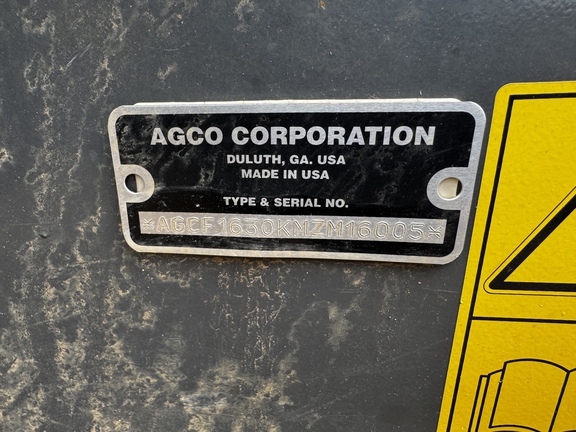 AGCO CORPORATION
DULUTH, GA. USA
MADE IN USA
TYPE & SERIAL NO.
*AGCF1630KMZM16005*